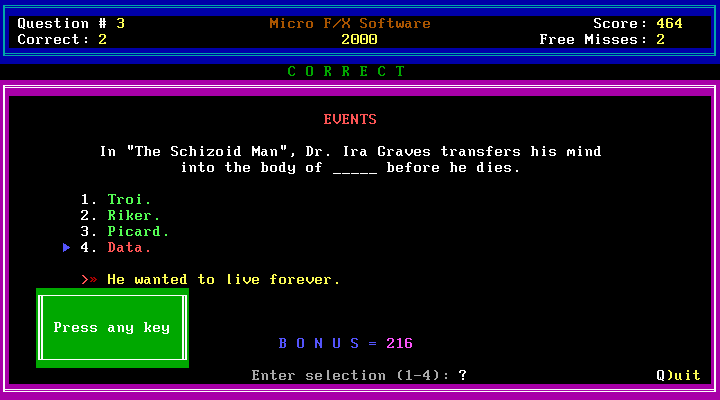 Question # 3 Micro F/X Software Score: 464
Correct: 2 2000 Free Misses: 2
C O R R E C T
EVENTS
In "The Schizoid Man", Dr. Ira Graves transfers his mind
into the body of _____ before he dies.
1. Troi.
2. Riker.
3. Picard.
► 4. Data.
>» He wanted to live forever.
Press any key
B O N U S = 216
Enter selection (1-4): ? Q)uit